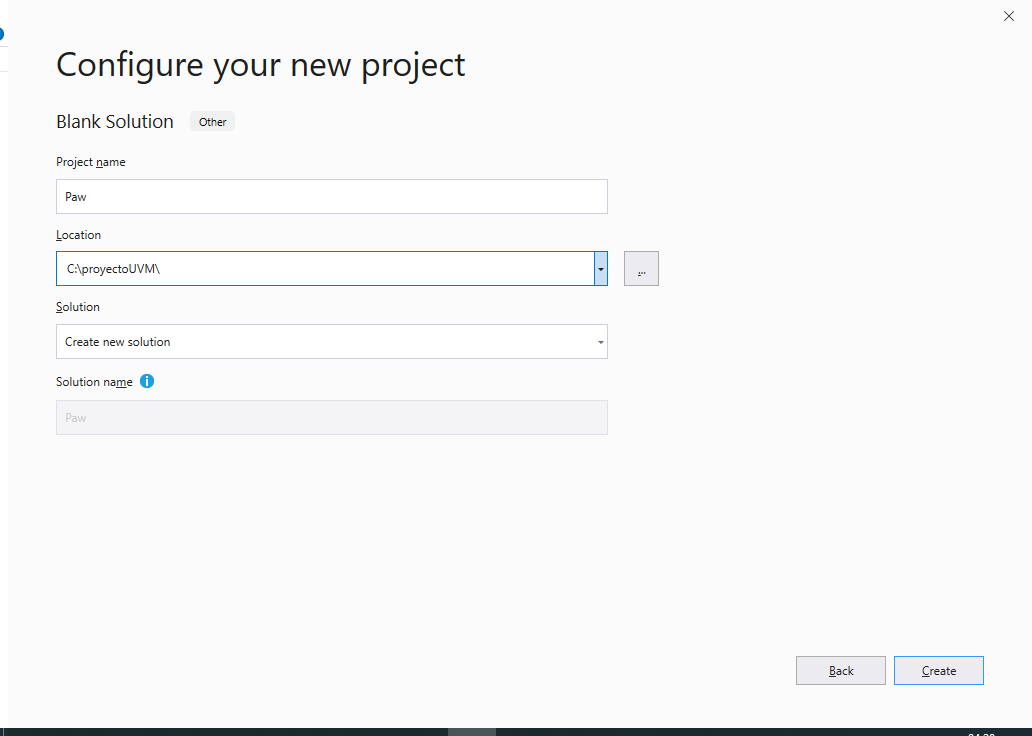 Configure your new project
Blank Solution Other
Project name
Paw
Location
C:\proyectoUVM\
...
Solution
Create new solution
Solution name
Paw
Back Create